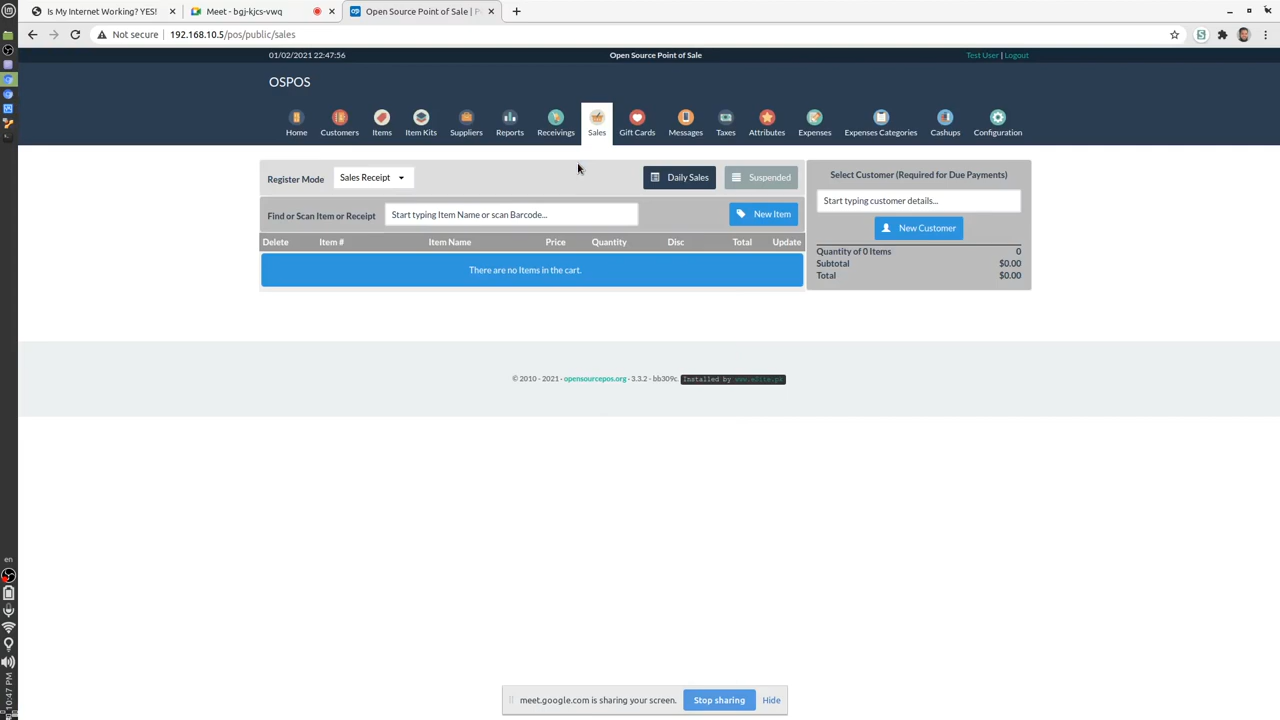 Is My Internet Working? YES!
Meet - bgj-kjcs-vwq
Open Source Point of Sale | P
Not secure
192.168.10.5/pos/public/sales
01/02/2021 22:47:56
Open Source Point of Sale
Test User | Logout
OSPOS
Home
Customers
Items
Item Kits
Suppliers
Reports
Receivings
Sales
Gift Cards
Messages
Taxes
Attributes
Expenses
Expenses Categories
Cashups
Configuration
Register Mode
Sales Receipt
Daily Sales
Suspended
Find or Scan Item or Receipt
Start typing Item Name or scan Barcode...
New Item
Delete Item # Item Name Price Quantity Disc Total Update
There are no Items in the cart.
Select Customer (Required for Due Payments)
Start typing customer details...
New Customer
Quantity of 0 Items 0
Subtotal $0.00
Total $0.00
© 2010 - 2021 - opensourcepos.org - 3.3.2 - bb309c Installed by
meet.google.com is sharing your screen.
Stop sharing
Hide
en
10:47 PM